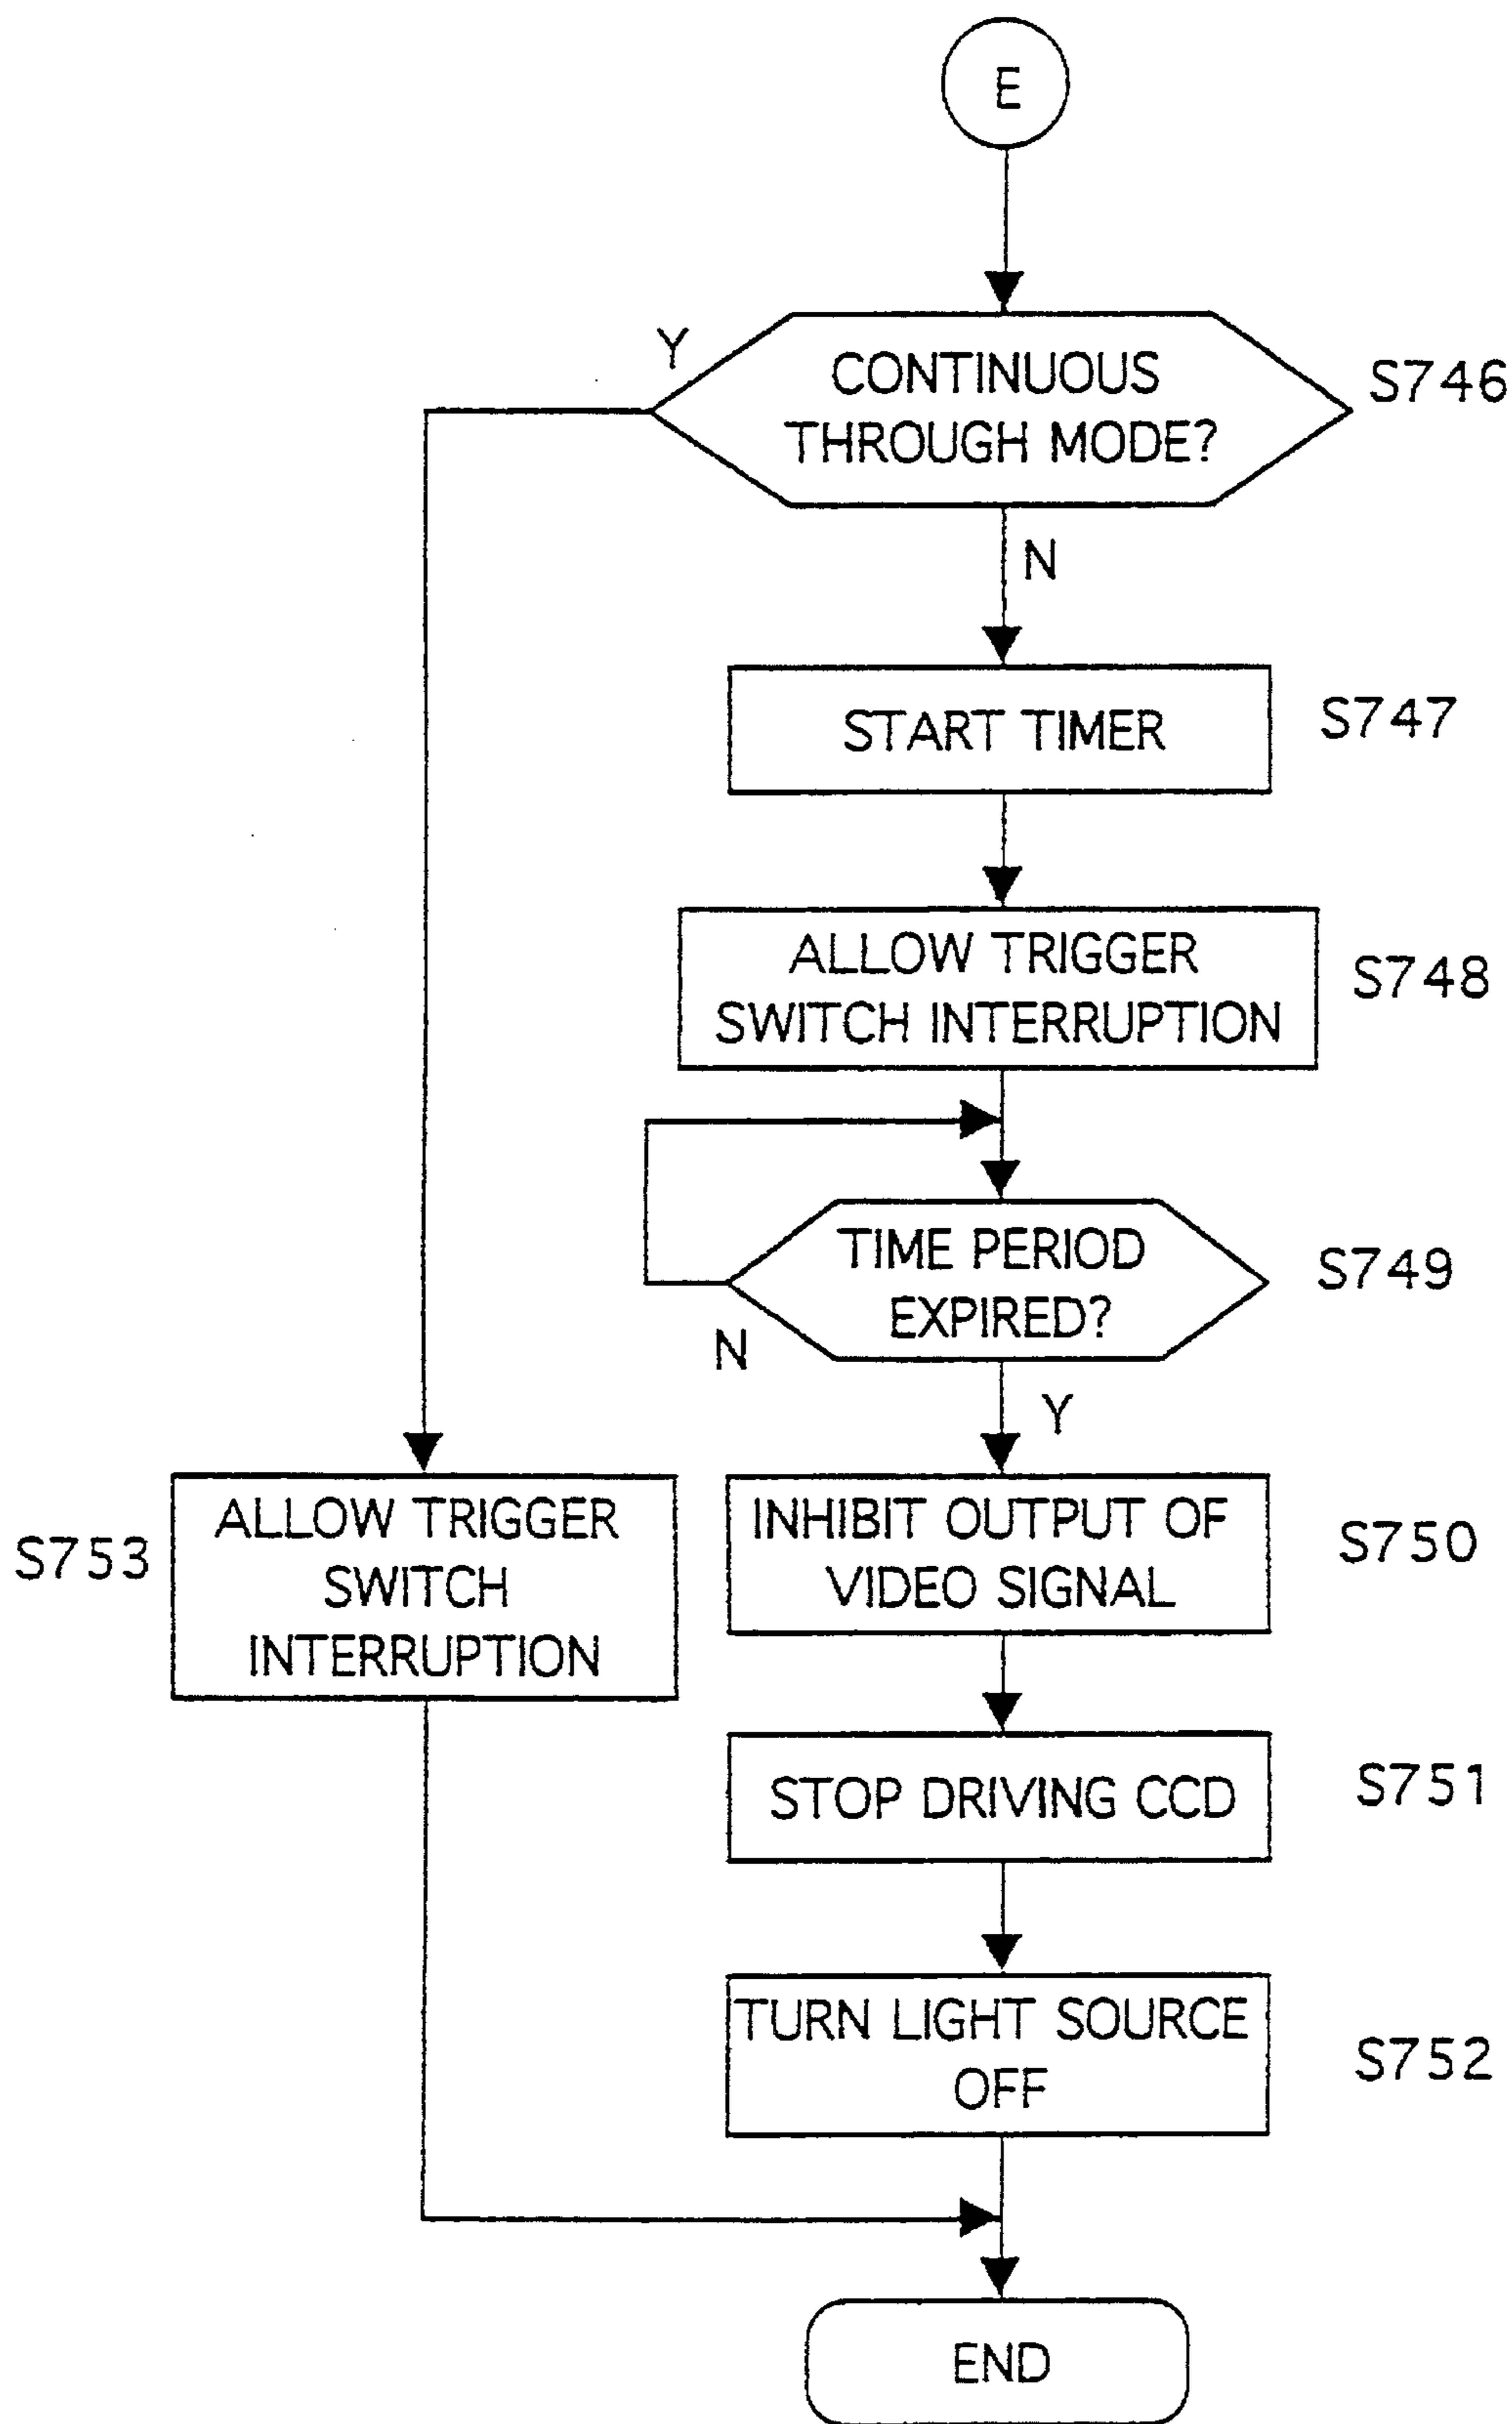 E
Y
CONTINUOUS
THROUGH MODE?
S746
N
START TIMER
S747
ALLOW TRIGGER
SWITCH INTERRUPTION
S748
TIME PERIOD
EXPIRED?
S749
N
Y
S753
ALLOW TRIGGER
SWITCH
INTERRUPTION
INHIBIT OUTPUT OF
VIDEO SIGNAL
S750
STOP DRIVING CCD
S751
TURN LIGHT SOURCE
OFF
S752
END